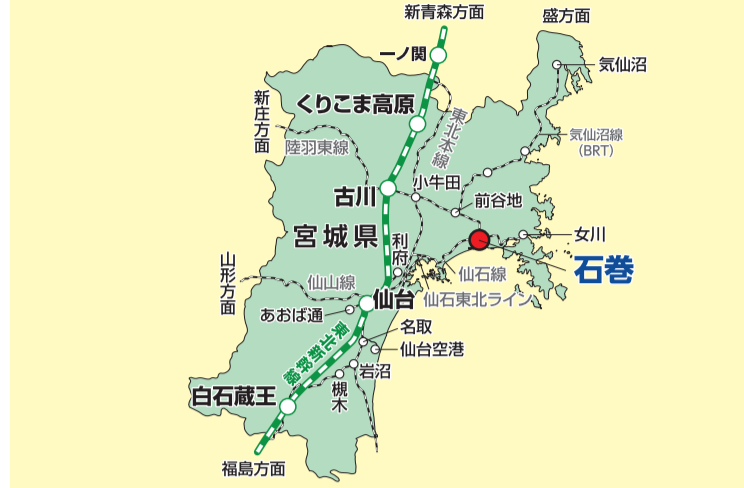 新青森方面
盛方面
一ノ関
気仙沼
くりこま高原
新庄方面
東北本線
陸羽東線
気仙沼線
(BRT)
小牛田
古川
前谷地
宮城県
利府
女川
石巻
山形方面
仙石線
仙山線
仙石東北ライン
仙台
あおば通
名取
東北新幹線
仙台空港
岩沼
槻木
白石蔵王
福島方面